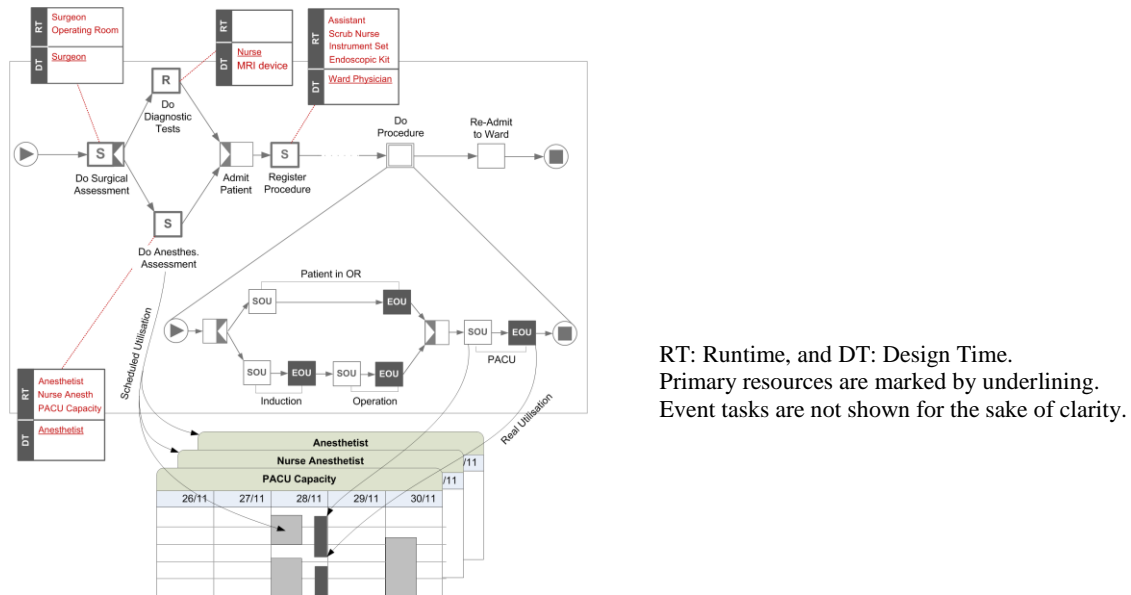 RT
Surgeon
Operating Room
DT
Surgeon
RT
DT
Nurse
MRI device
RT
Assistant
Scrub Nurse
Instrument Set
Endoscopic Kit
DT
Ward Physician
R
Do
Diagnostic
Tests
S
Do Surgical
Assessment
Admit
Patient
S
Register
Procedure
Do
Procedure
Re-Admit
to Ward
S
Do Anesthes.
Assessment
Scheduled Utilisation
Patient in OR
SOU
EOU
SOU
EOU
SOU
EOU
SOU
EOU
PACU
Induction
Operation
Real Utilisation
RT
Anesthetist
Nurse Anesth
PACU Capacity
DT
Anesthetist
RT: Runtime, and DT: Design Time.
Primary resources are marked by underlining.
Event tasks are not shown for the sake of clarity.
Anesthetist
/11
Nurse Anesthetist
/11
PACU Capacity
26/11 27/11 28/11 29/11 30/11